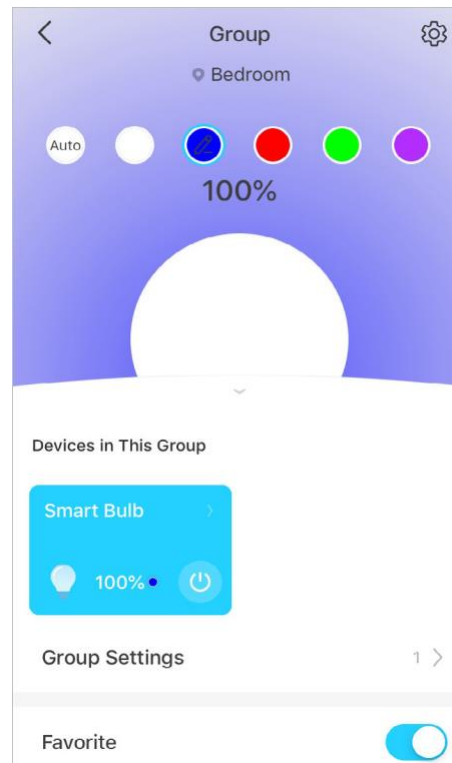 Group
Bedroom
Auto
100%
Devices in This Group
Smart Bulb
100%
Group Settings 1
Favorite